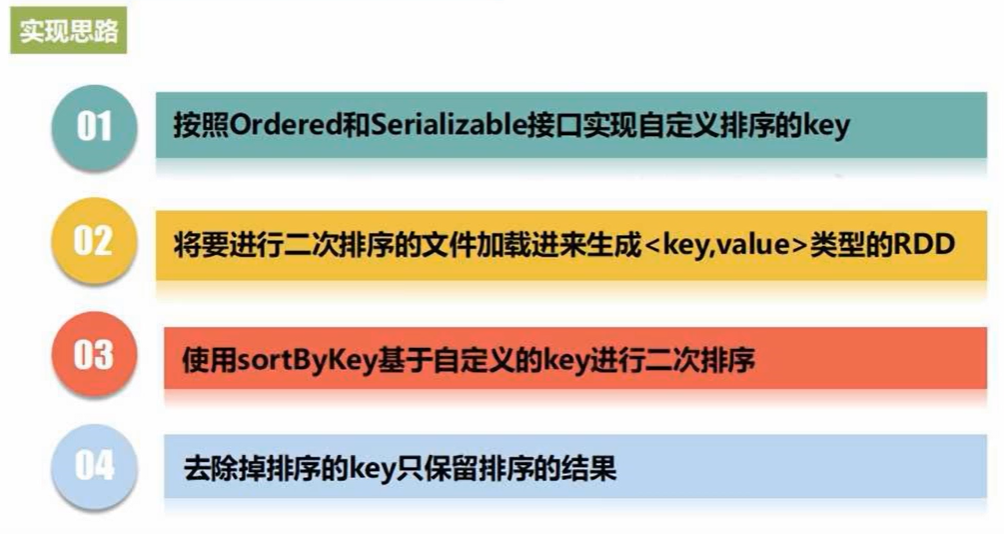 实现思路
01
按照Ordered和Serializable接口实现自定义排序的key
02
将要进行二次排序的文件加载进来生成<key,value>类型的RDD
03
使用sortByKey基于自定义的key进行二次排序
04
去除掉排序的key只保留排序的结果